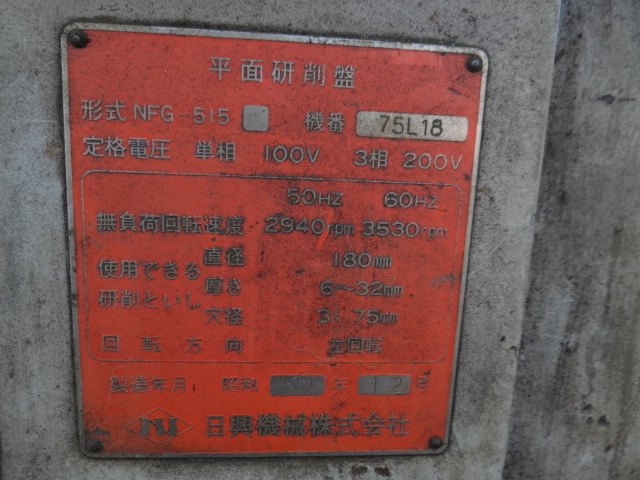 平面研削盤
形式 NFG-515 機番 75L18
定格電圧 単相 100V 3相 200V
50HZ 60HZ
無負荷回転速度 2940rpm 3530rpm
使用できる研削といし 直径 180mm
厚さ 6～32mm
穴径 31.75mm
回転方向 左回転
製造年月 昭和 年 12月
日興機械株式会社